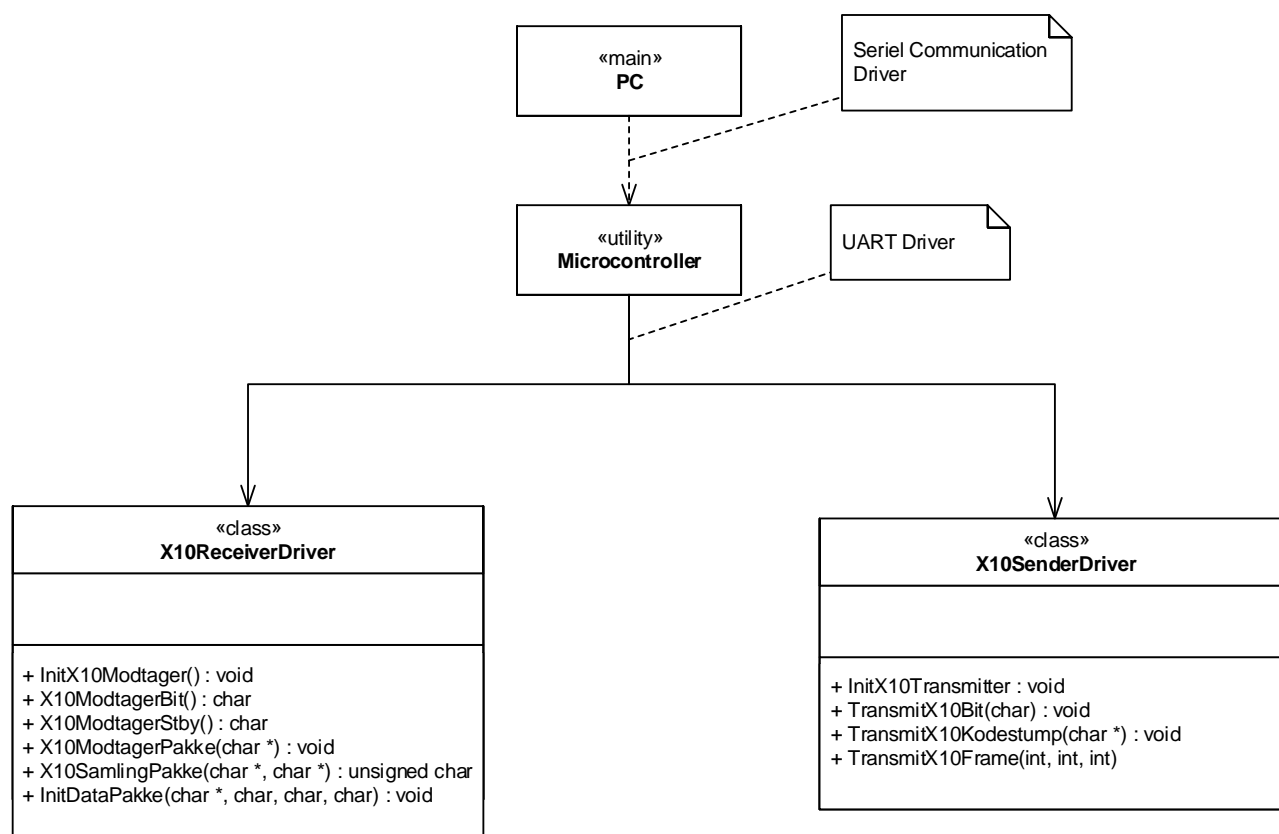 «main»
PC
Seriel Communication
Driver
«utility»
Microcontroller
UART Driver
«class»
X10ReceiverDriver
+ InitX10Modtager() : void
+ X10ModtagerBit() : char
+ X10ModtagerStby() : char
+ X10ModtagerPakke(char *) : void
+ X10SamlingPakke(char *, char *) : unsigned char
+ InitDataPakke(char *, char, char, char) : void
«class»
X10SenderDriver
+ InitX10Transmitter : void
+ TransmitX10Bit(char) : void
+ TransmitX10Kodestump(char *) : void
+ TransmitX10Frame(int, int, int)